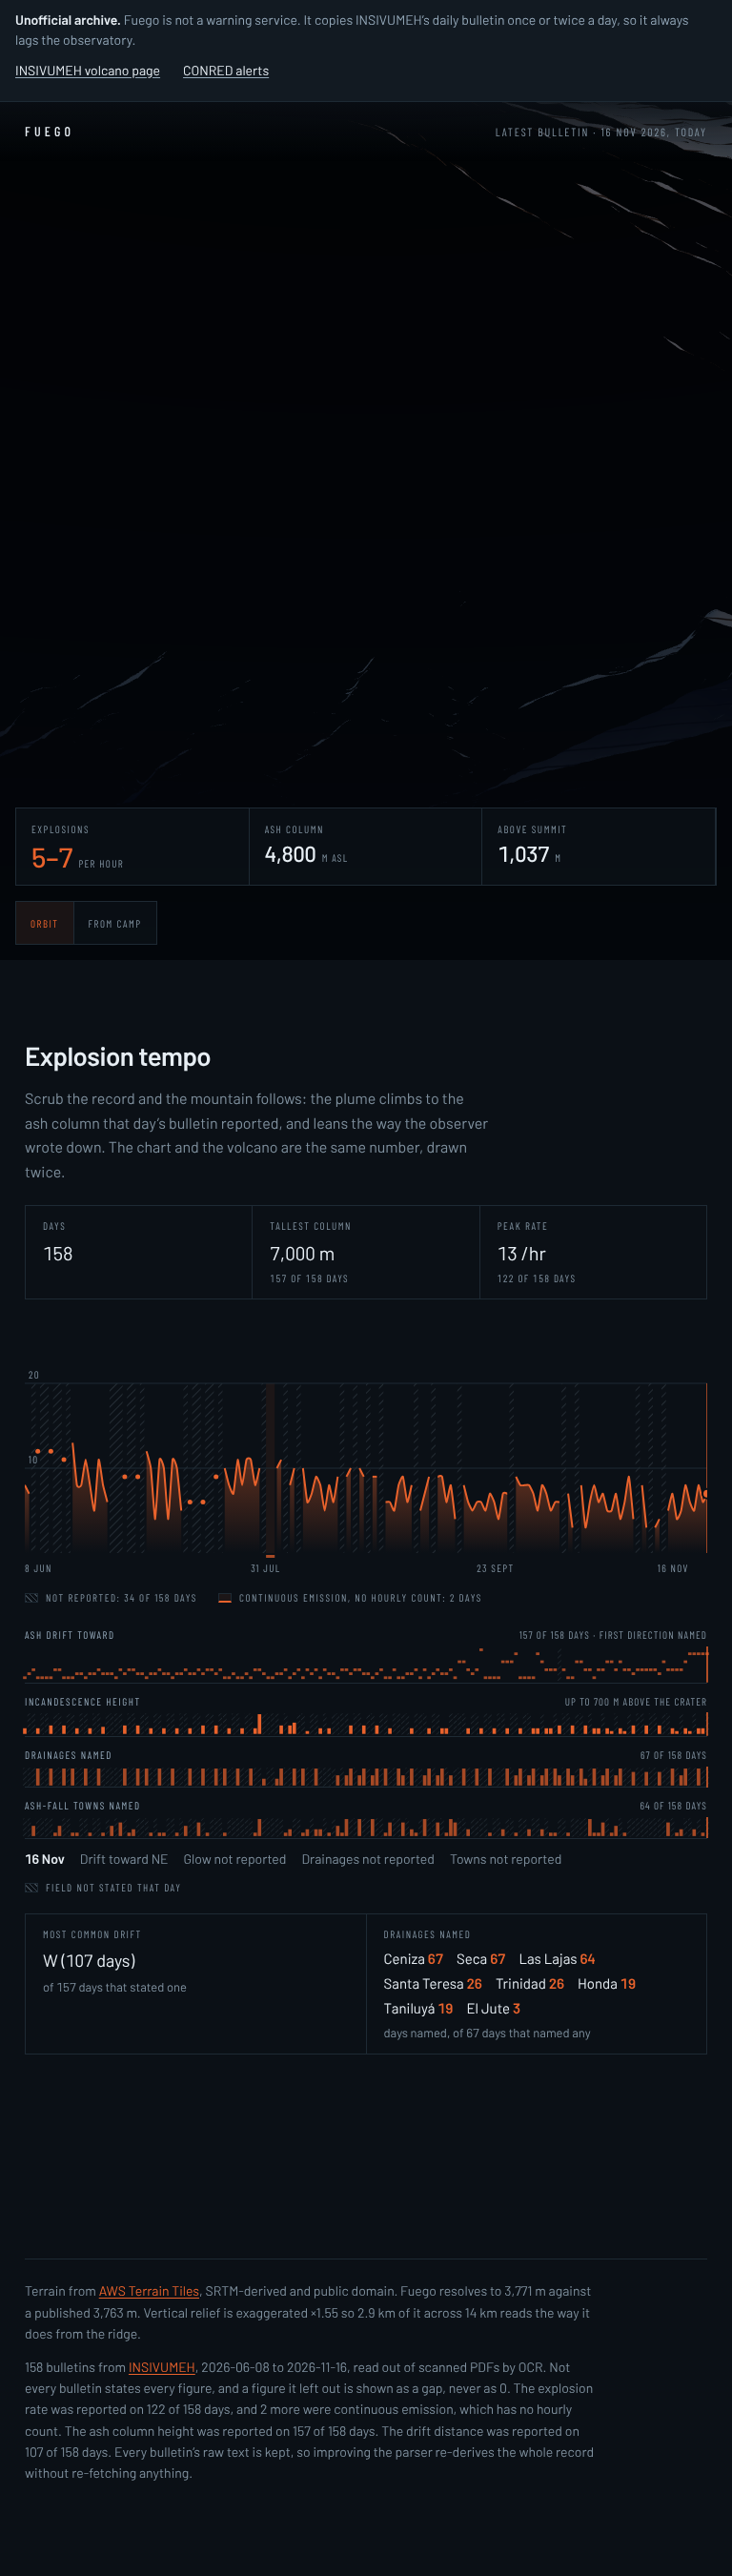 Unofficial archive. Fuego is not a warning service. It copies INSIVUMEH’s daily bulletin once or twice a day, so it always
lags the observatory.
INSIVUMEH volcano page CONRED alerts
FUEGO
LATEST BULLETIN · 16 NOV 2026, TODAY
EXPLOSIONS
5–7 PER HOUR
ASH COLUMN
4,800 M ASL
ABOVE SUMMIT
1,037 M
ORBIT
FROM CAMP
Explosion tempo
Scrub the record and the mountain follows: the plume climbs to the
ash column that day’s bulletin reported, and leans the way the observer
wrote down. The chart and the volcano are the same number, drawn
twice.
DAYS
158
TALLEST COLUMN
7,000 m
157 OF 158 DAYS
PEAK RATE
13 /hr
122 OF 158 DAYS
20
10
8 JUN 31 JUL 23 SEPT 16 NOV
NOT REPORTED: 34 OF 158 DAYS CONTINUOUS EMISSION, NO HOURLY COUNT: 2 DAYS
ASH DRIFT TOWARD 157 OF 158 DAYS · FIRST DIRECTION NAMED
INCANDESCENCE HEIGHT UP TO 700 M ABOVE THE CRATER
DRAINAGES NAMED 67 OF 158 DAYS
ASH-FALL TOWNS NAMED 64 OF 158 DAYS
16 Nov Drift toward NE Glow not reported Drainages not reported Towns not reported
FIELD NOT STATED THAT DAY
MOST COMMON DRIFT
W (107 days)
of 157 days that stated one
DRAINAGES NAMED
Ceniza 67 Seca 67 Las Lajas 64
Santa Teresa 26 Trinidad 26 Honda 19
Taniluyá 19 El Jute 3
days named, of 67 days that named any
Terrain from AWS Terrain Tiles, SRTM-derived and public domain. Fuego resolves to 3,771 m against
a published 3,763 m. Vertical relief is exaggerated ×1.55 so 2.9 km of it across 14 km reads the way it
does from the ridge.
158 bulletins from INSIVUMEH, 2026-06-08 to 2026-11-16, read out of scanned PDFs by OCR. Not
every bulletin states every figure, and a figure it left out is shown as a gap, never as 0. The explosion
rate was reported on 122 of 158 days, and 2 more were continuous emission, which has no hourly
count. The ash column height was reported on 157 of 158 days. The drift distance was reported on
107 of 158 days. Every bulletin’s raw text is kept, so improving the parser re-derives the whole record
without re-fetching anything.